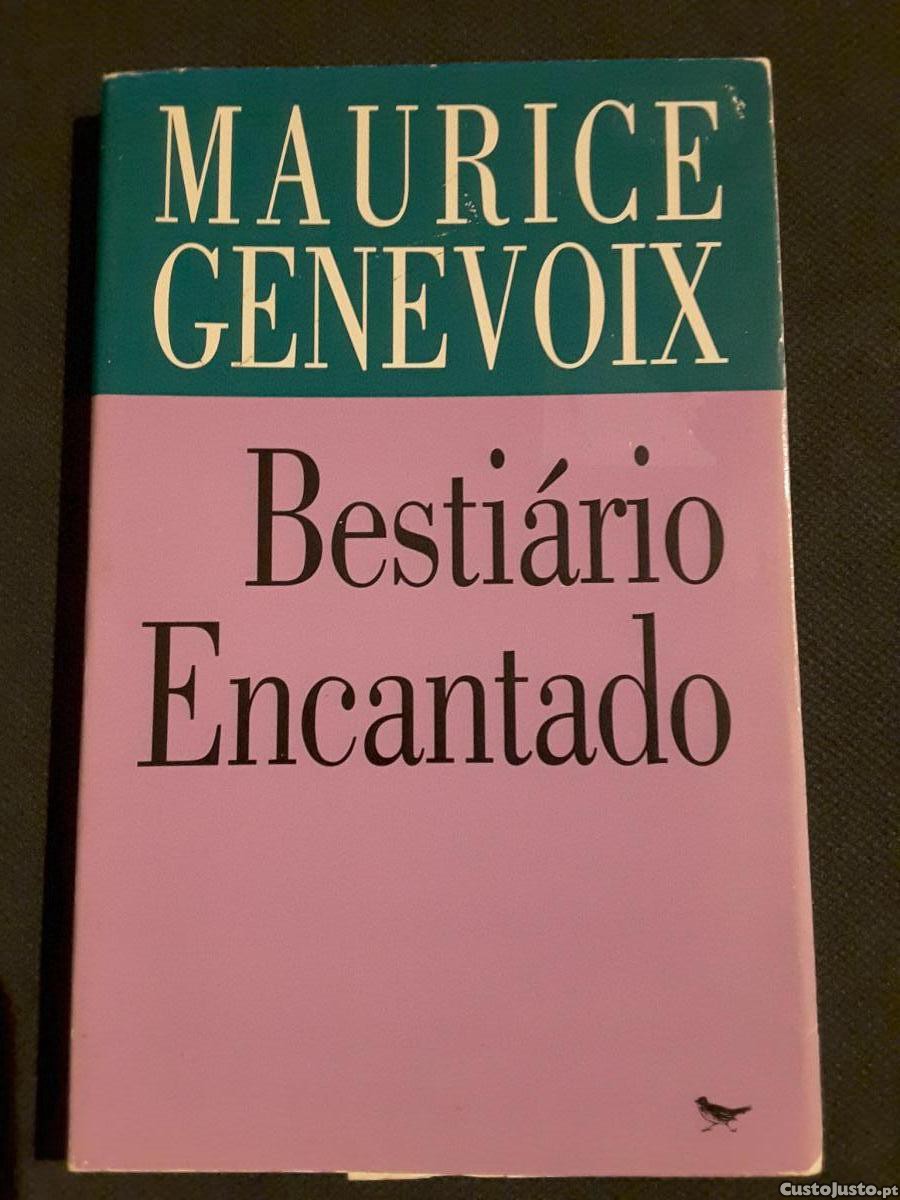 MAURICE
GENEVOIX
Bestiário
Encantado
CustoJusto.pt